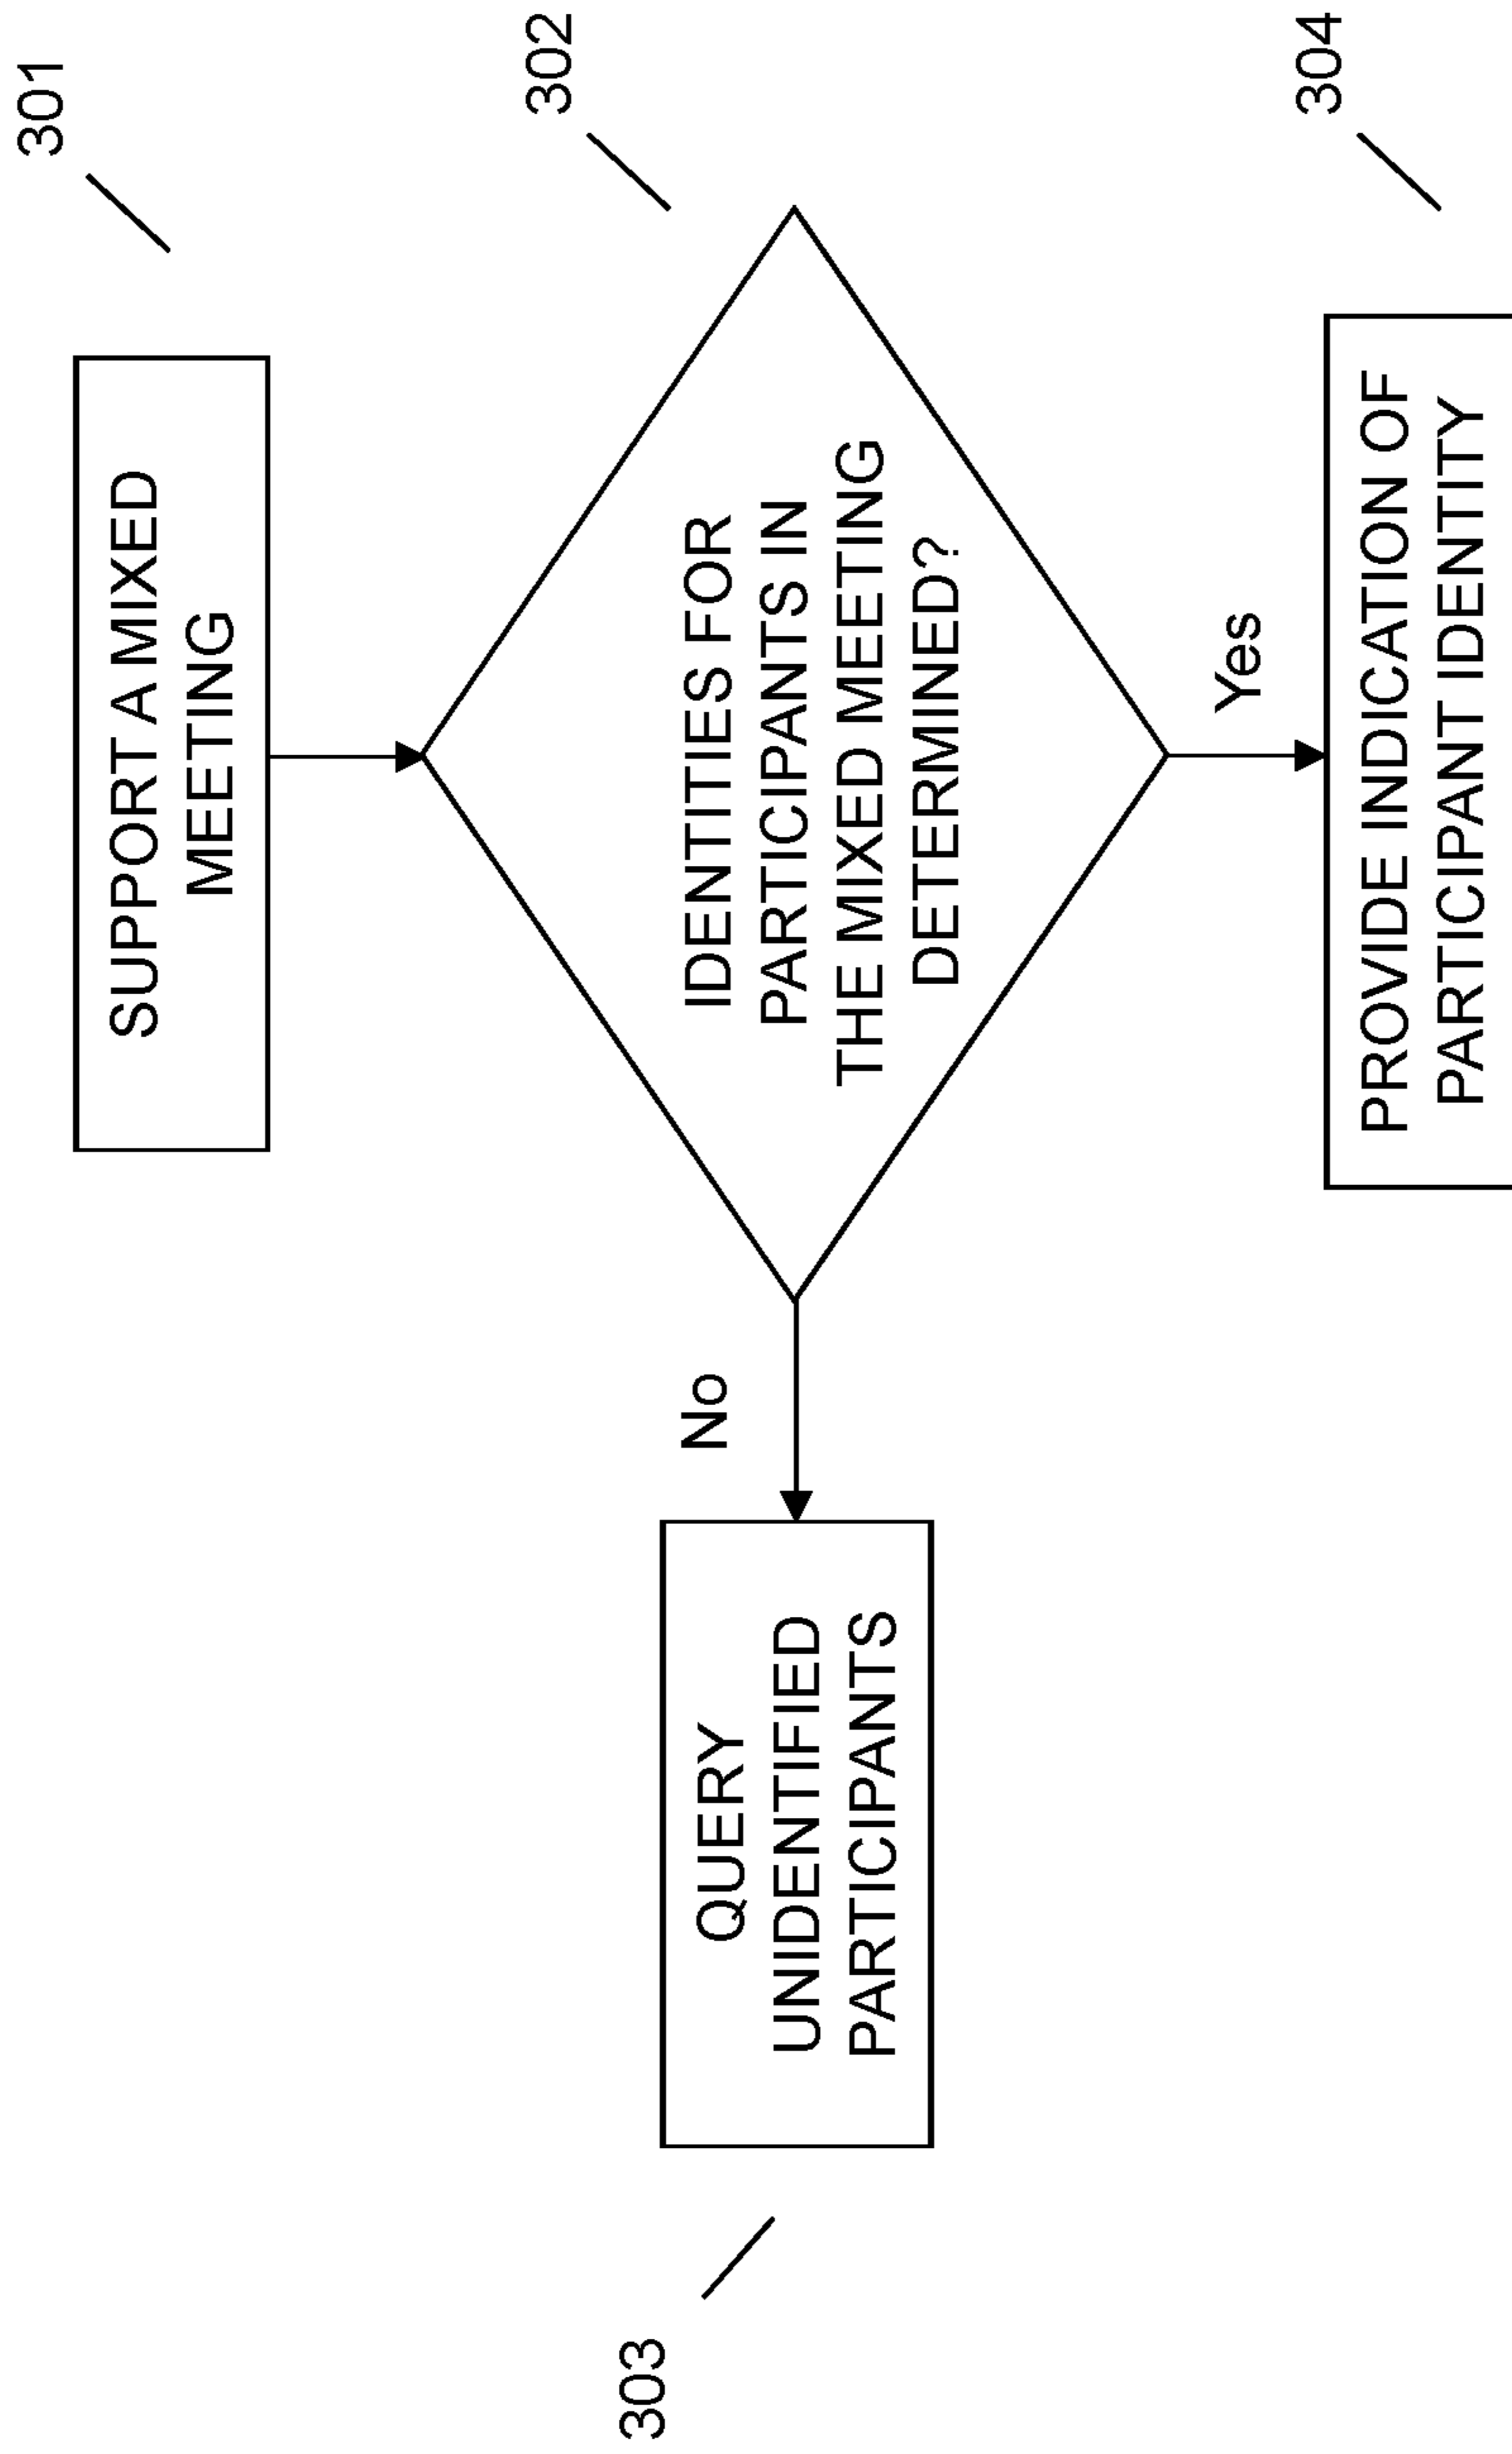 301
SUPPORT A MIXED
MEETING
302
IDENTITIES FOR
PARTICIPANTS IN
THE MIXED MEETING
DETERMINED?
No
303
QUERY
UNIDENTIFIED
PARTICIPANTS
Yes
304
PROVIDE INDICATION OF
PARTICIPANT IDENTITY